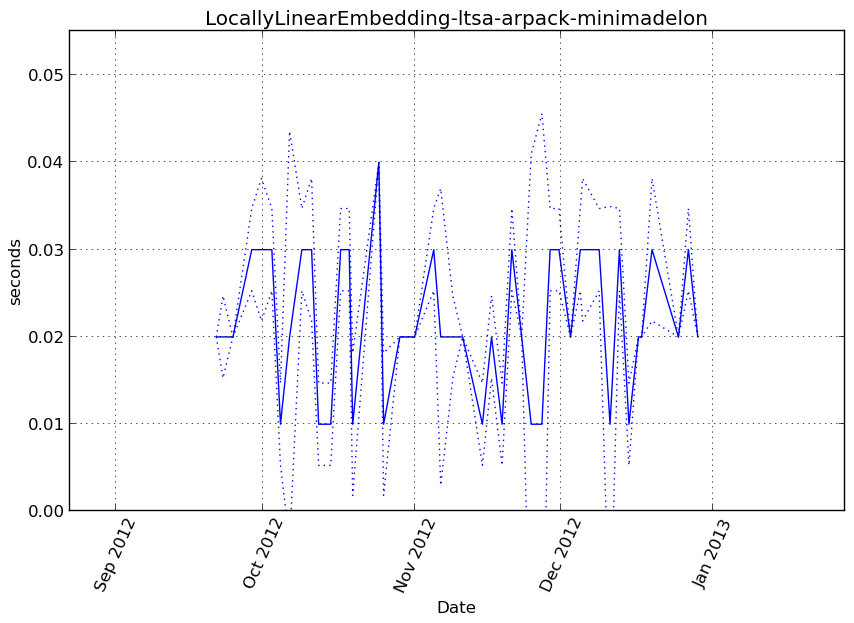 LocallyLinearEmbedding-ltsa-arpack-minimadelon
0.05
0.04
0.03
0.02
0.01
0.00
seconds
Sep 2012
Oct 2012
Nov 2012
Dec 2012
Jan 2013
Date